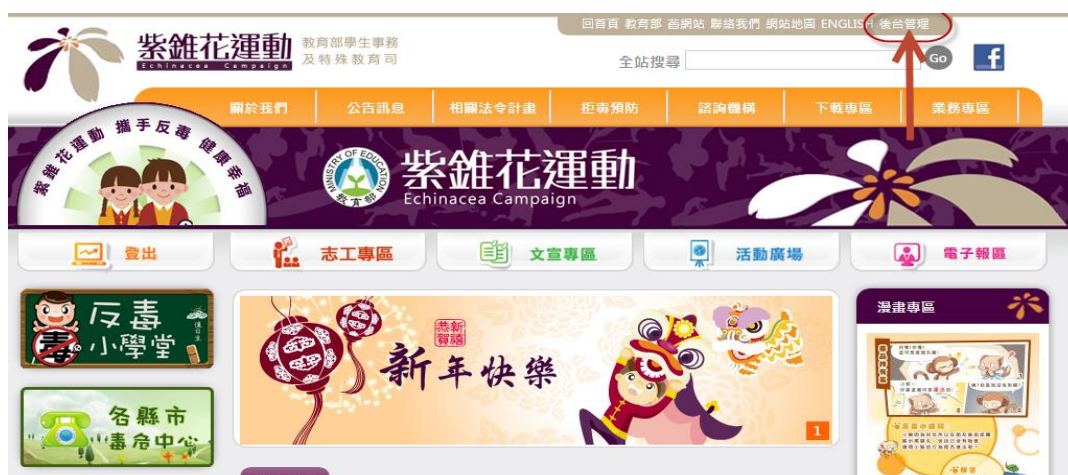 回首頁 教育部 舊網站 聯絡我們 網站地圖 ENGLISH 後台管理
紫錐花運動
Echinacea Campaign
教育部學生事務
及特殊教育司
全站搜尋
GO
f
關於我們 公告訊息 相關法令計畫 拒毒預防 諮詢機構 下載專區 業務專區
紫錐花運動 攜手反毒 健康幸福
MINISTRY OF EDUCATION
教育部
紫錐花運動
Echinacea Campaign
登出 志工專區 文宣專區 活動廣場 電子報區
反毒
小學堂
值日生
毒
恭賀新禧
新年快樂
1
漫畫專區
各縣市
毒危中心